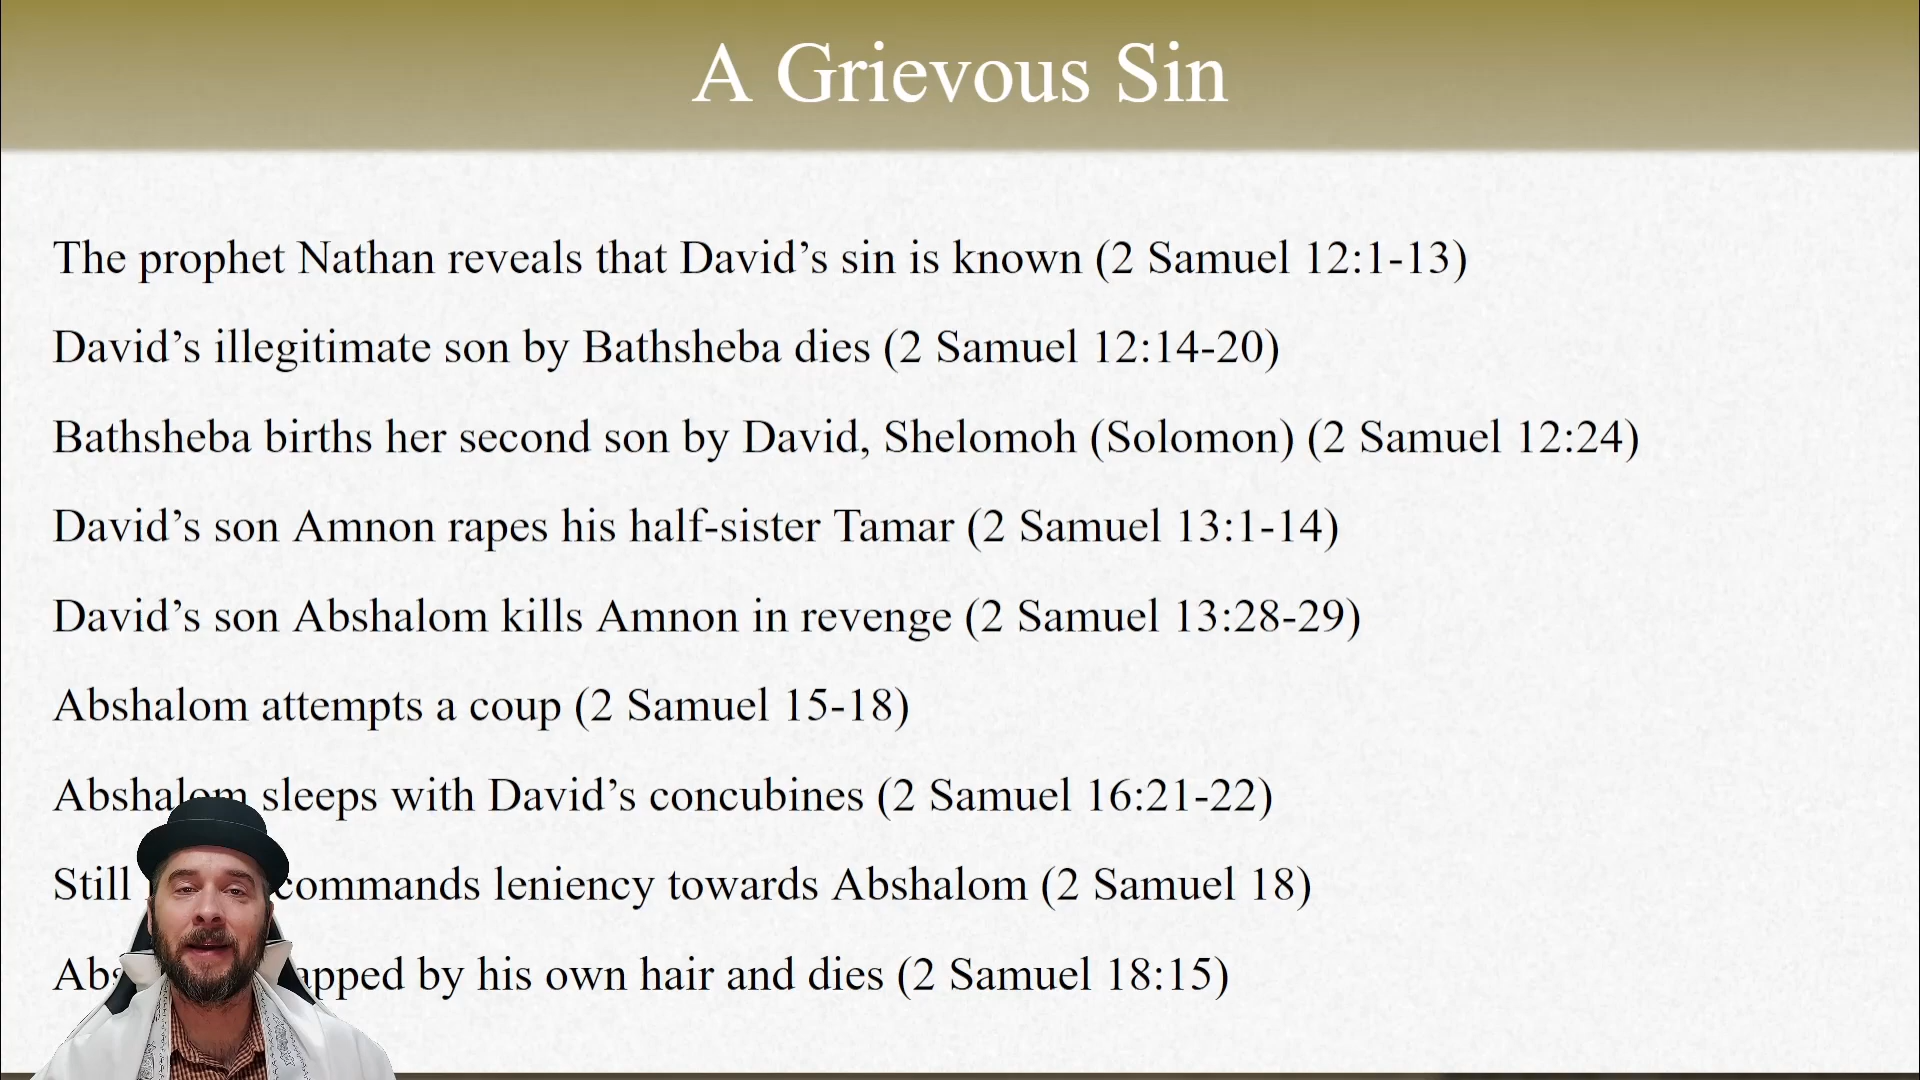 A Grievous Sin
The prophet Nathan reveals that David’s sin is known (2 Samuel 12:1-13)
David’s illegitimate son by Bathsheba dies (2 Samuel 12:14-20)
Bathsheba births her second son by David, Shelomoh (Solomon) (2 Samuel 12:24)
David’s son Amnon rapes his half-sister Tamar (2 Samuel 13:1-14)
David’s son Abshalom kills Amnon in revenge (2 Samuel 13:28-29)
Abshalom attempts a coup (2 Samuel 15-18)
Abshalom sleeps with David’s concubines (2 Samuel 16:21-22)
Still commands leniency towards Abshalom (2 Samuel 18)
by his own hair and dies (2 Samuel 18:15)